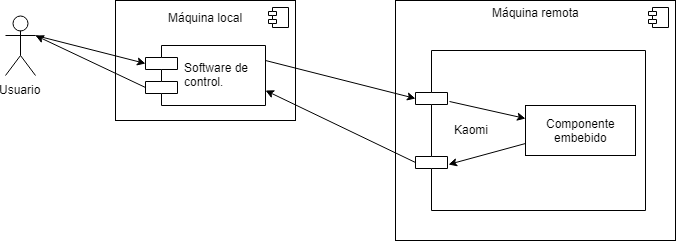 Máquina local
Máquina remota
Usuario
Software de
control.
Kaomi
Componente
embebido